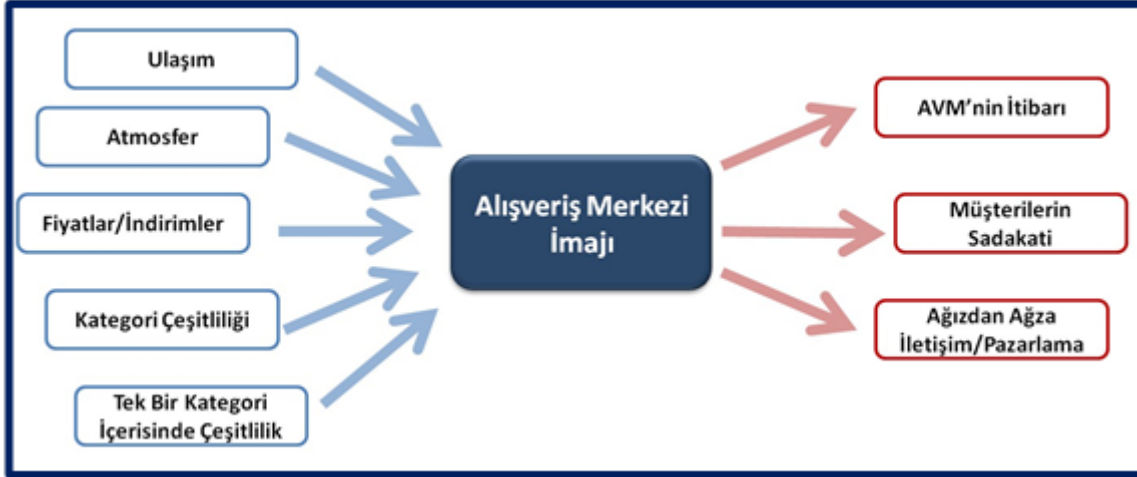 Ulaşım
Atmosfer
Fiyatlar/İndirimler
Kategori Çeşitliliği
Tek Bir Kategori
İçerisinde Çeşitlilik
Alışveriş Merkezi
İmajı
AVM’nin İtibarı
Müşterilerin
Sadakati
Ağızdan Ağza
İletişim/Pazarlama